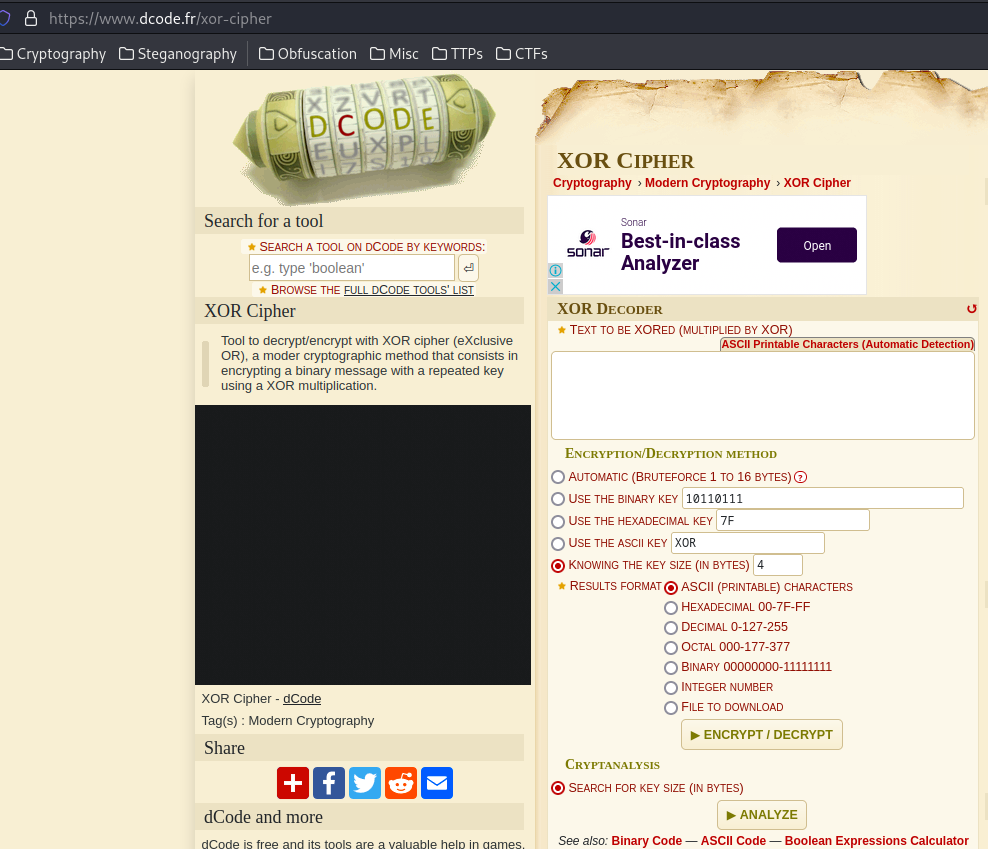 https://www.dcode.fr/xor-cipher
Cryptography Steganography Obfuscation Misc TTPs CTFs
X Z V R T
D C O D E
E U X P L
Search for a tool
★ Search a tool on dCode by keywords:
e.g. type 'boolean'
★ Browse the full dCode tools' list
XOR Cipher
Tool to decrypt/encrypt with XOR cipher (eXclusive
OR), a moder cryptographic method that consists in
encrypting a binary message with a repeated key
using a XOR multiplication.
XOR Cipher - dCode
Tag(s) : Modern Cryptography
Share
dCode and more
dCode is free and its tools are a valuable help in games,
XOR Cipher
Cryptography › Modern Cryptography › XOR Cipher
Sonar
sonar
Best-in-class
Analyzer
Open
XOR Decoder
★ Text to be XORed (multiplied by XOR)
ASCII Printable Characters (Automatic Detection)
Encryption/Decryption method
Automatic (Bruteforce 1 to 16 bytes) ?
Use the binary key 10110111
Use the hexadecimal key 7F
Use the ascii key XOR
Knowing the key size (in bytes) 4
★ Results format ASCII (printable) characters
Hexadecimal 00-7F-FF
Decimal 0-127-255
Octal 000-177-377
Binary 00000000-11111111
Integer number
File to download
▶ ENCRYPT / DECRYPT
Cryptanalysis
Search for key size (in bytes)
▶ ANALYZE
See also: Binary Code — ASCII Code — Boolean Expressions Calculator